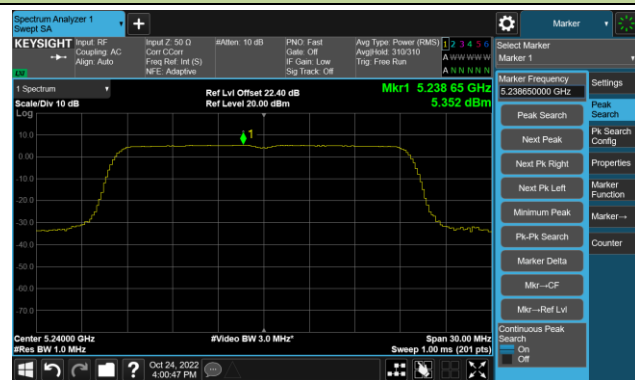 Spectrum Analyzer 1
Swept SA
Marker
KEYSIGHT
Input: RF
Coupling: AC
Align: Auto
Input Z: 50 Ω
Corr CCorr
Freq Ref: Int (S)
NFE: Adaptive
#Atten: 10 dB
PNO: Fast
Gate: Off
IF Gain: Low
Sig Track: Off
Avg Type: Power (RMS)
Avg|Hold: 310/310
Trig: Free Run
1 2 3 4 5 6
A W W W W W
A N N N N N
Select Marker
Marker 1
LW
1 Spectrum
Scale/Div 10 dB
Log
Ref Lvl Offset 22.40 dB
Ref Level 20.00 dBm
Mkr1 5.238 65 GHz
5.352 dBm
1
10.0
0.00
-10.0
-20.0
-30.0
-40.0
-50.0
-60.0
-70.0
Center 5.24000 GHz
#Res BW 1.0 MHz
#Video BW 3.0 MHz*
Span 30.00 MHz
Sweep 1.00 ms (201 pts)
Marker Frequency
5.238650000 GHz
Peak Search
Next Peak
Next Pk Right
Next Pk Left
Minimum Peak
Pk-Pk Search
Marker Delta
Mkr→CF
Mkr→Ref Lvl
Continuous Peak
Search
On
Off
Settings
Peak
Search
Pk Search
Config
Properties
Marker
Function
Marker→
Counter
Oct 24, 2022
4:00:47 PM